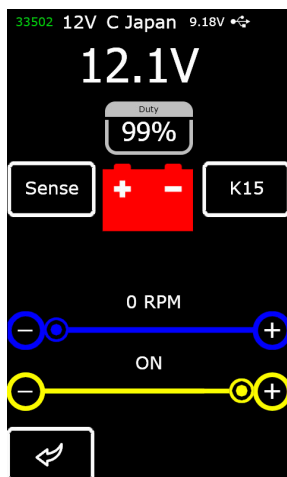 33502 12V C Japan 9.18V
12.1V
Duty
99%
Sense + - K15
0 RPM
- +
ON
- +